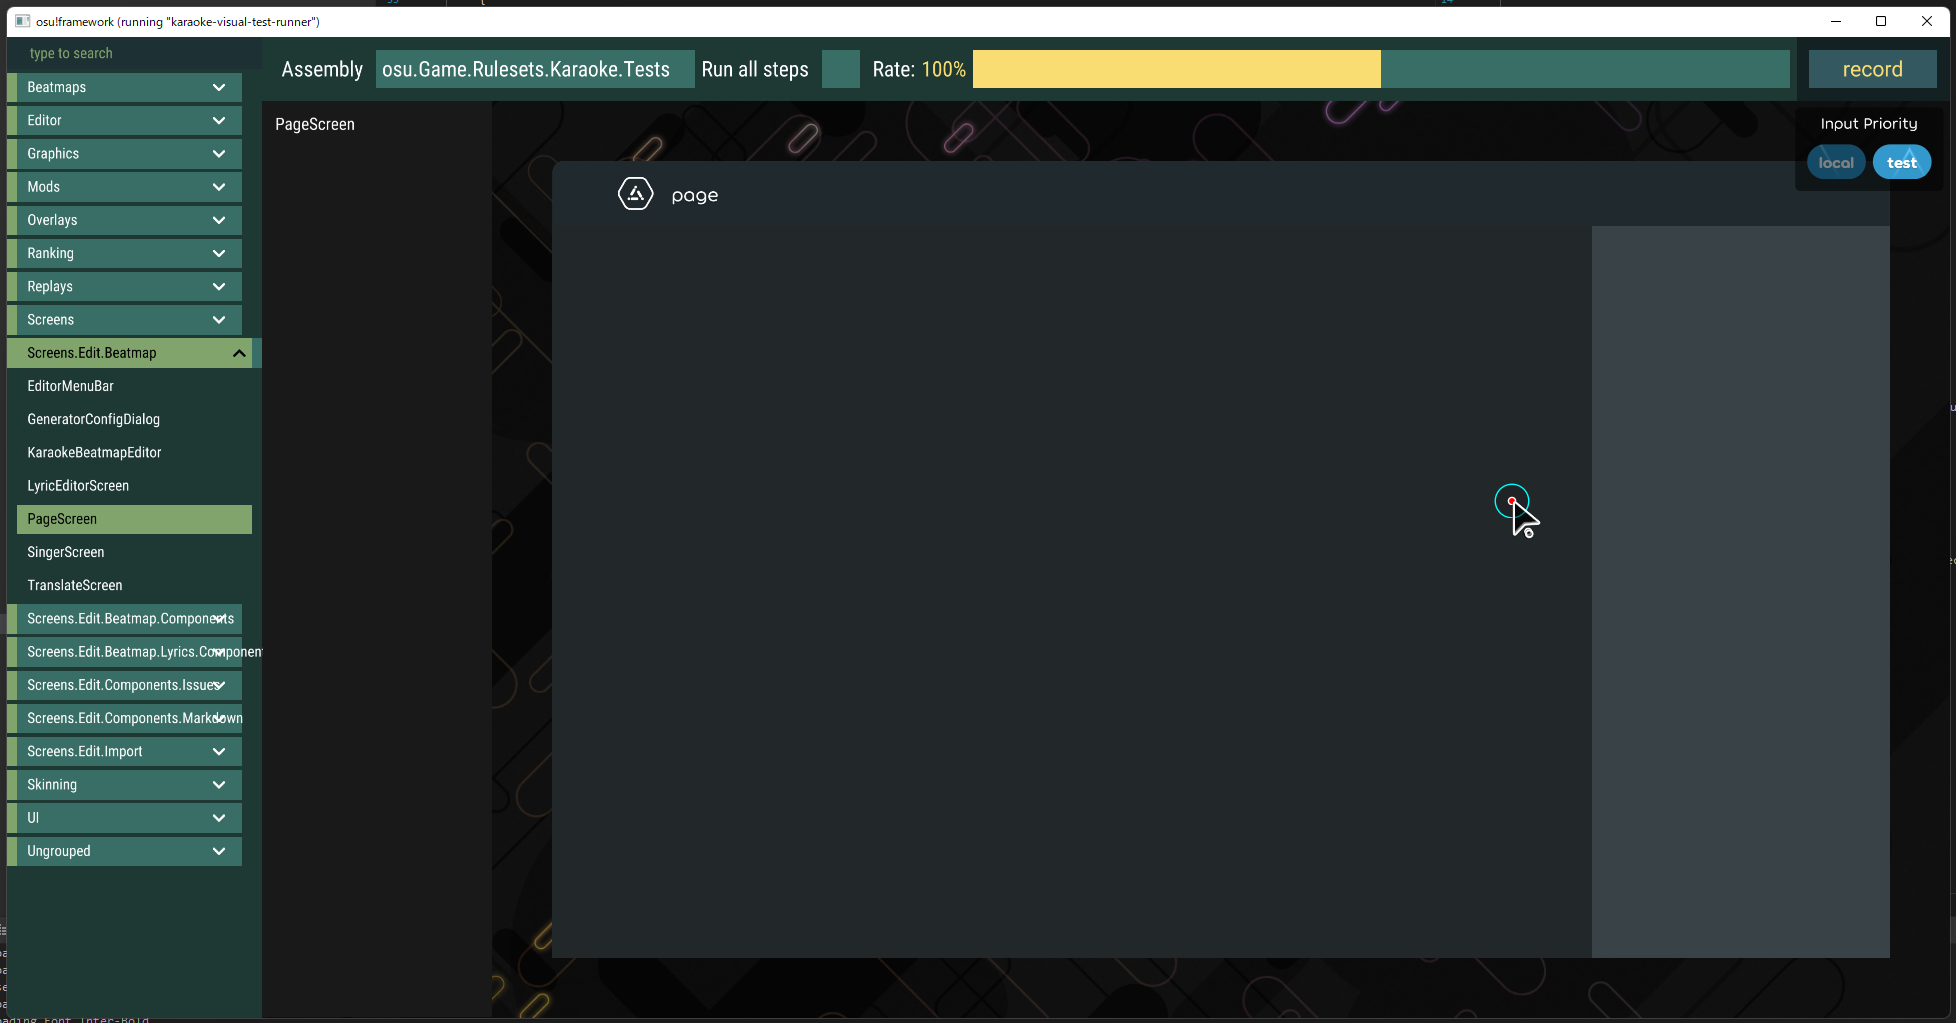 osu!framework (running "karaoke-visual-test-runner")
type to search
Assembly osu.Game.Rulesets.Karaoke.Tests Run all steps Rate: 100% record
Beatmaps
Editor
Graphics
Mods
Overlays
Ranking
Replays
Screens
Screens.Edit.Beatmap
EditorMenuBar
GeneratorConfigDialog
KaraokeBeatmapEditor
LyricEditorScreen
PageScreen
SingerScreen
TranslateScreen
Screens.Edit.Beatmap.Components
Screens.Edit.Beatmap.Lyrics.Component
Screens.Edit.Components.Issues
Screens.Edit.Components.Markdown
Screens.Edit.Import
Skinning
UI
Ungrouped
PageScreen
page
Input Priority
local test